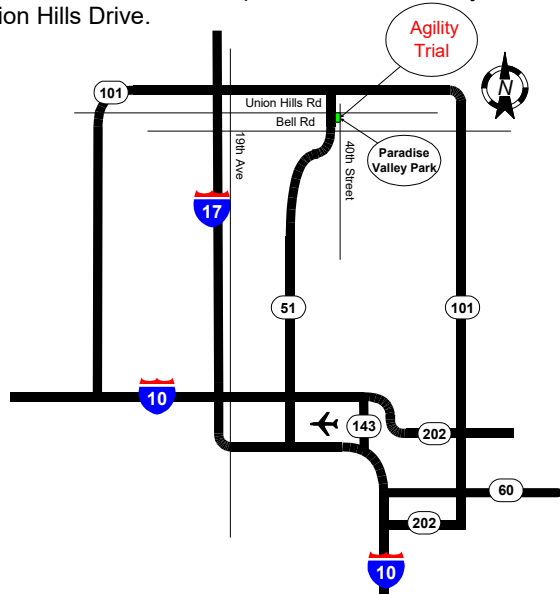 ion Hills Drive.
Agility
Trial
N
101
Union Hills Rd
Bell Rd
19th Ave
40th Street
Paradise
Valley Park
17
51
101
10
143
202
60
202
10